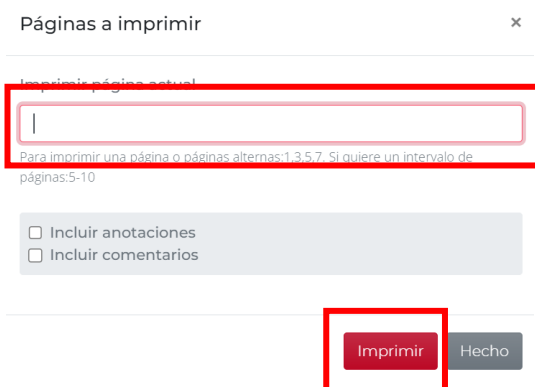 Páginas a imprimir ×
Imprimir página actual
Para imprimir una página o páginas alternas:1,3,5,7. Si quiere un intervalo de
páginas:5-10
Incluir anotaciones
Incluir comentarios
Imprimir Hecho